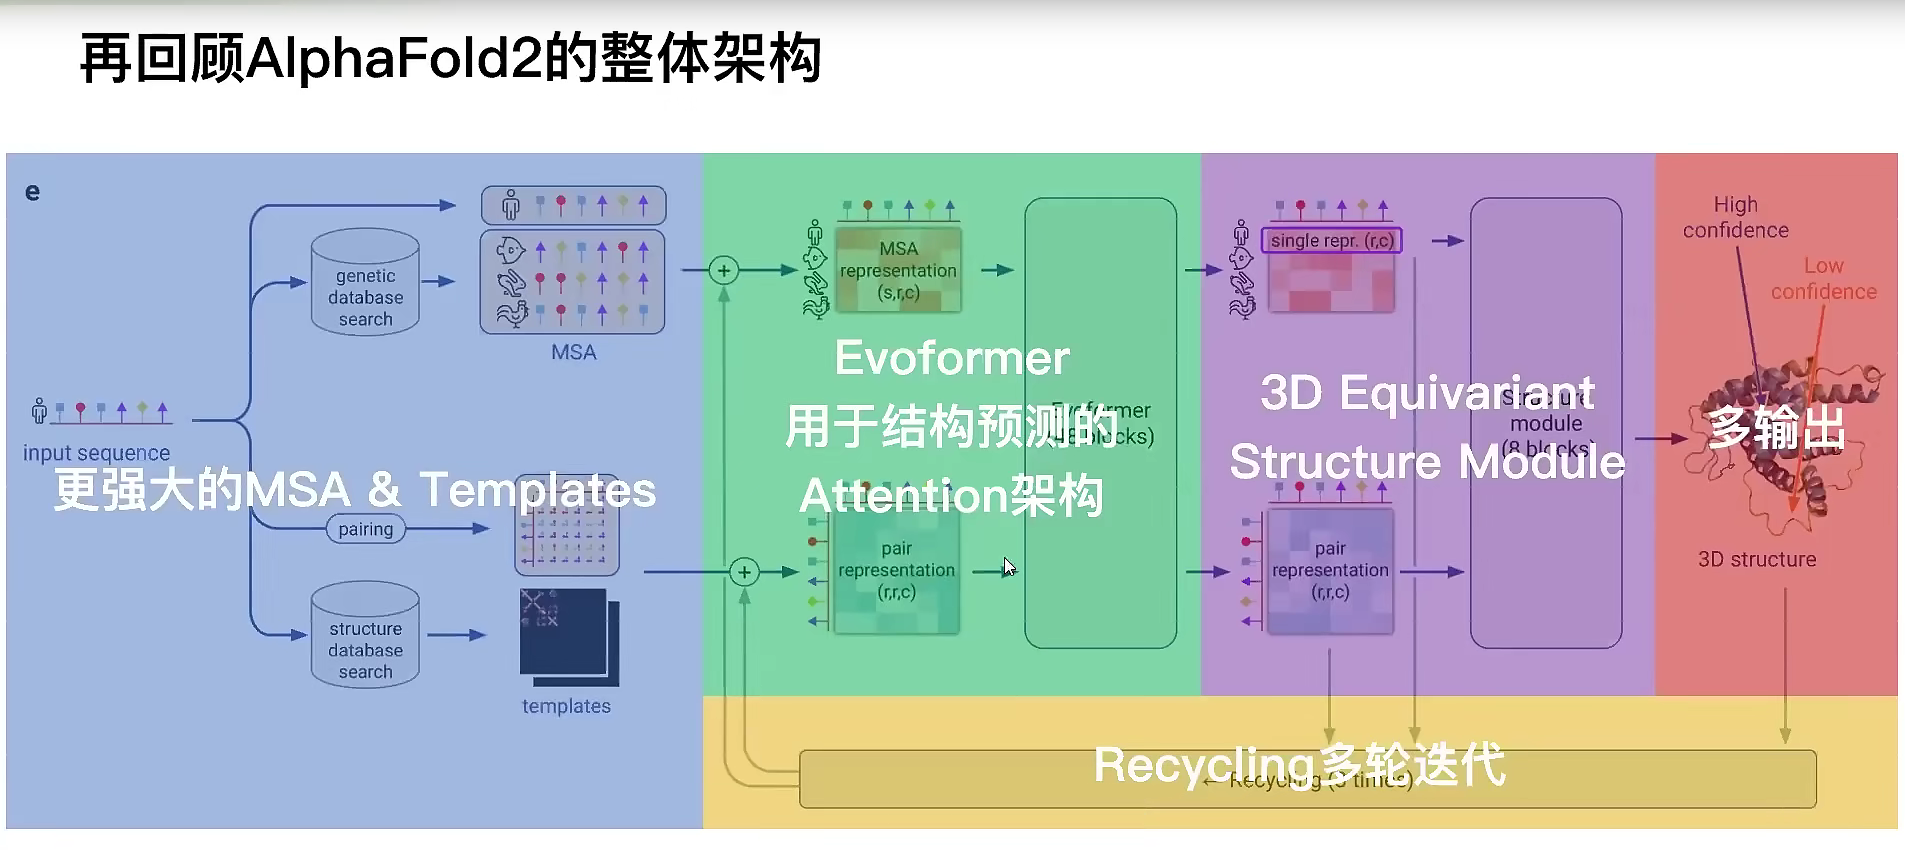 再回顾AlphaFold2的整体架构
e
genetic
database
search
MSA
input sequence
更强大的MSA & Templates
pairing
structure
database
search
templates
MSA
representation
(s,r,c)
Evoformer
用于结构预测的
Attention架构
Evoformer
(48 blocks)
pair
representation
(r,r,c)
single repr. (r,c)
3D Equivariant
Structure Module
Structure
module
(8 blocks)
pair
representation
(r,r,c)
High
confidence
Low
confidence
多输出
3D structure
Recycling多轮迭代
← Recycling (3 times)